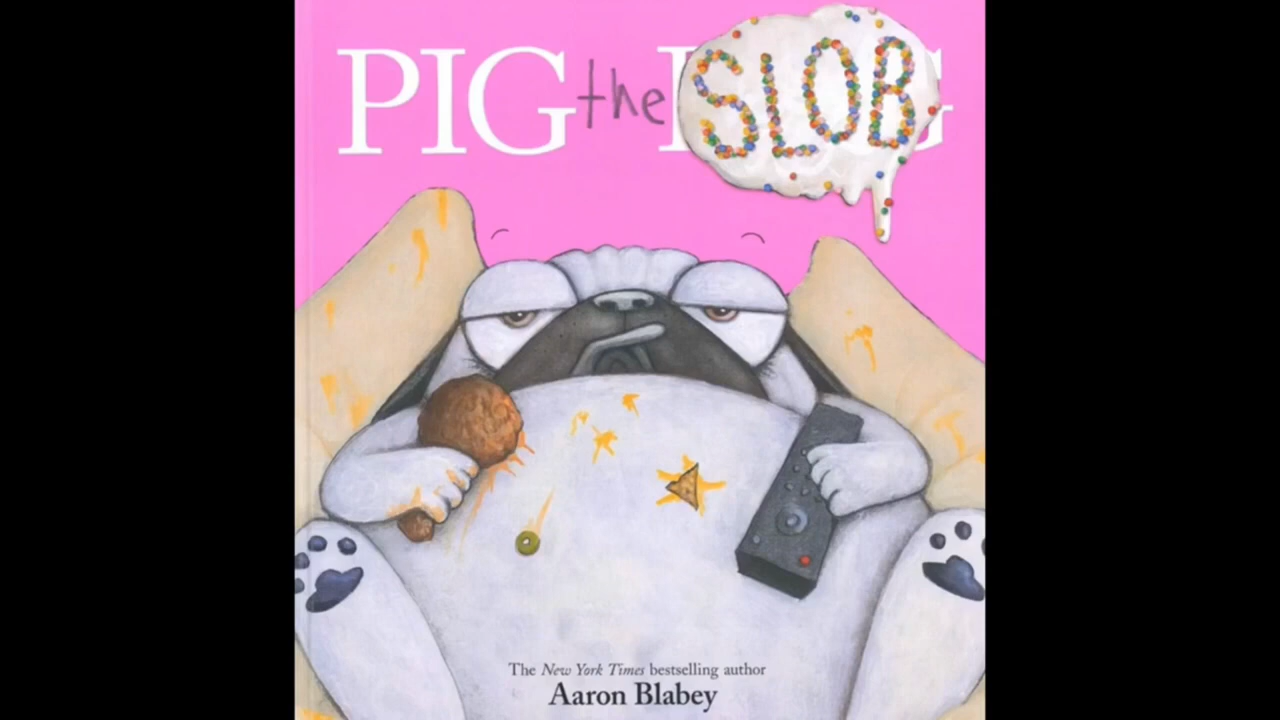 PIG the SLOB
The New York Times bestselling author
Aaron Blabey